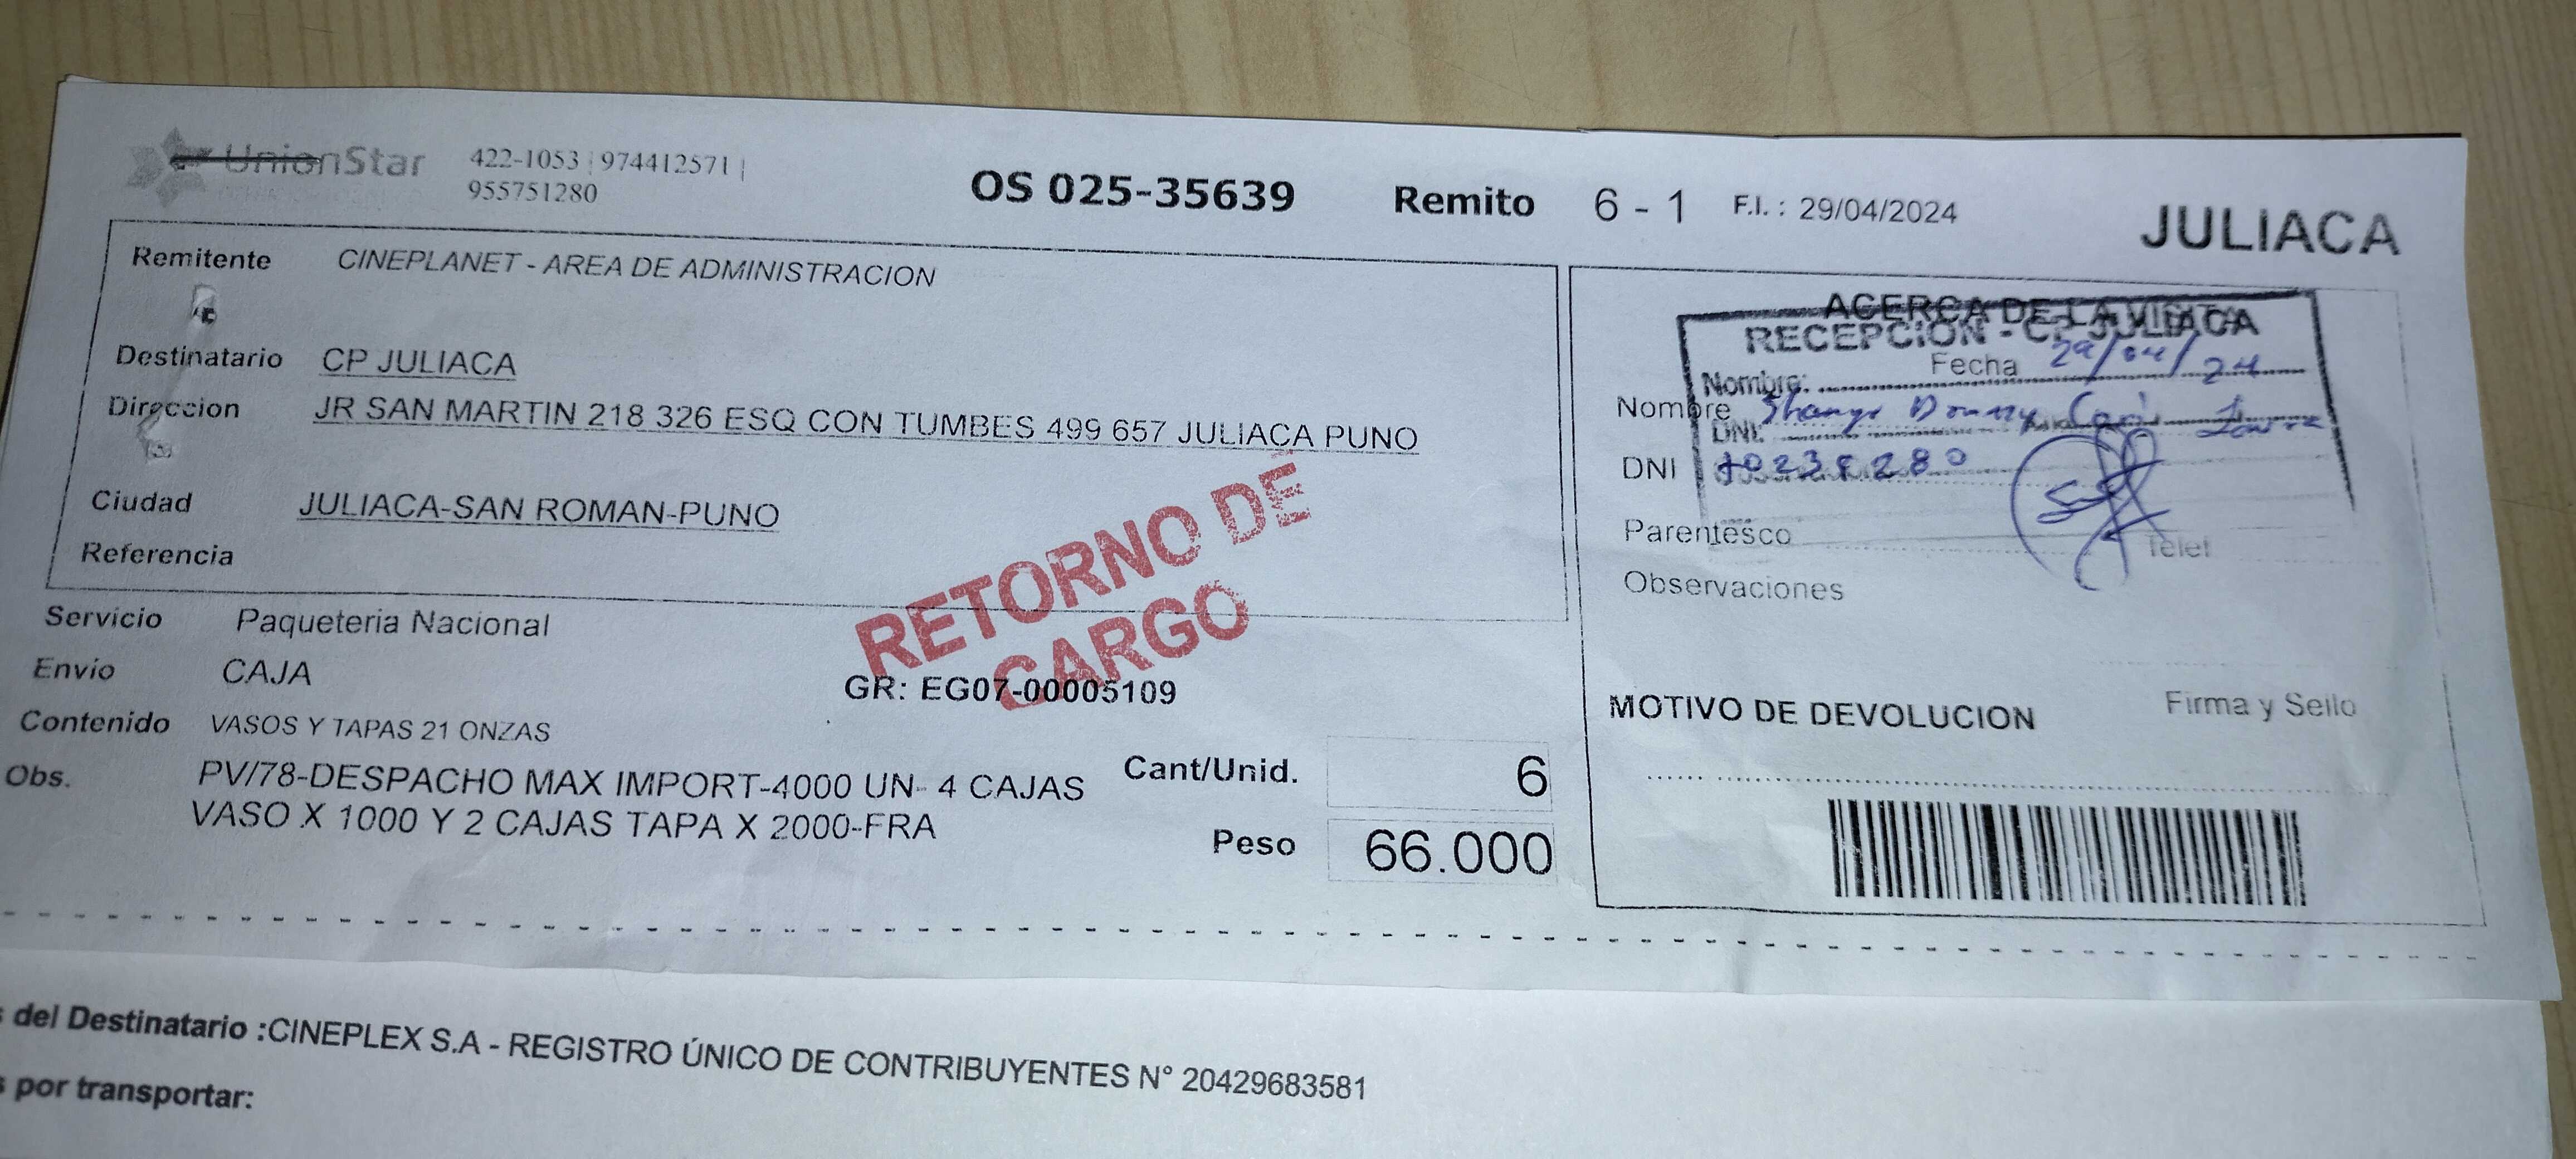 UnionStar
422-1053 | 974412571 |
955751280
OS 025-35639 Remito 6 - 1 F.I. : 29/04/2024
JULIACA
Remitente CINEPLANET - AREA DE ADMINISTRACION
Destinatario CP JULIACA
Direccion JR SAN MARTIN 218 326 ESQ CON TUMBES 499 657 JULIACA PUNO
Ciudad JULIACA-SAN ROMAN-PUNO
Referencia
Servicio Paqueteria Nacional
Envio CAJA
Contenido VASOS Y TAPAS 21 ONZAS
Obs. PV/78-DESPACHO MAX IMPORT-4000 UN- 4 CAJAS
VASO X 1000 Y 2 CAJAS TAPA X 2000-FRA
RETORNO DE
CARGO
GR: EG07-00005109
Cant/Unid. 6
Peso 66.000
ACERCA DE LA VISITA
RECEPCION - CP JULIACA
Fecha 29/04/24
Nombre:
Nombre
DNI:
DNI
Parentesco
Telef
Observaciones
Firma y Sello
MOTIVO DE DEVOLUCION
del Destinatario :CINEPLEX S.A - REGISTRO ÚNICO DE CONTRIBUYENTES N° 20429683581
por transportar: